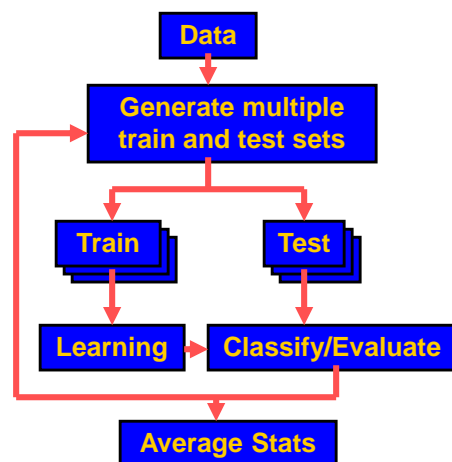 Data
Generate multiple
train and test sets
Train
Test
Learning
Classify/Evaluate
Average Stats